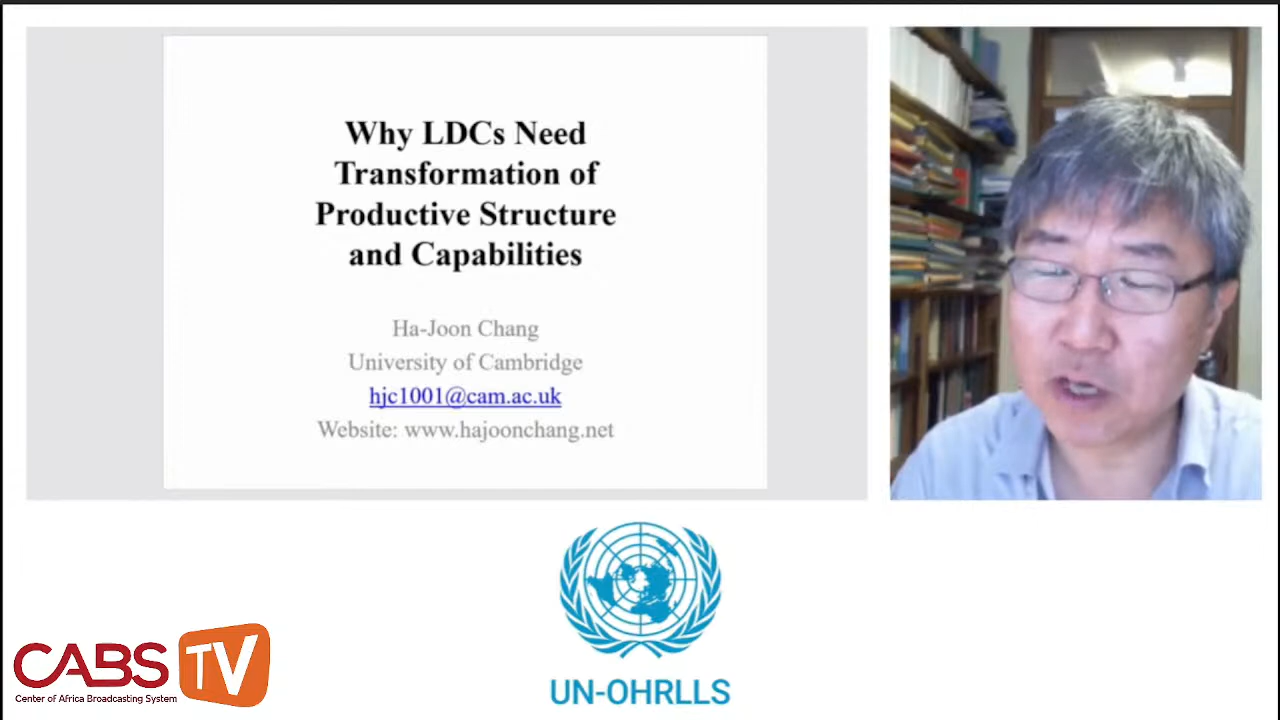 Why LDCs Need
Transformation of
Productive Structure
and Capabilities
Ha-Joon Chang
University of Cambridge
hjc1001@cam.ac.uk
Website: www.hajoonchang.net
CABS TV
Center of Africa Broadcasting System
UN-OHRLLS